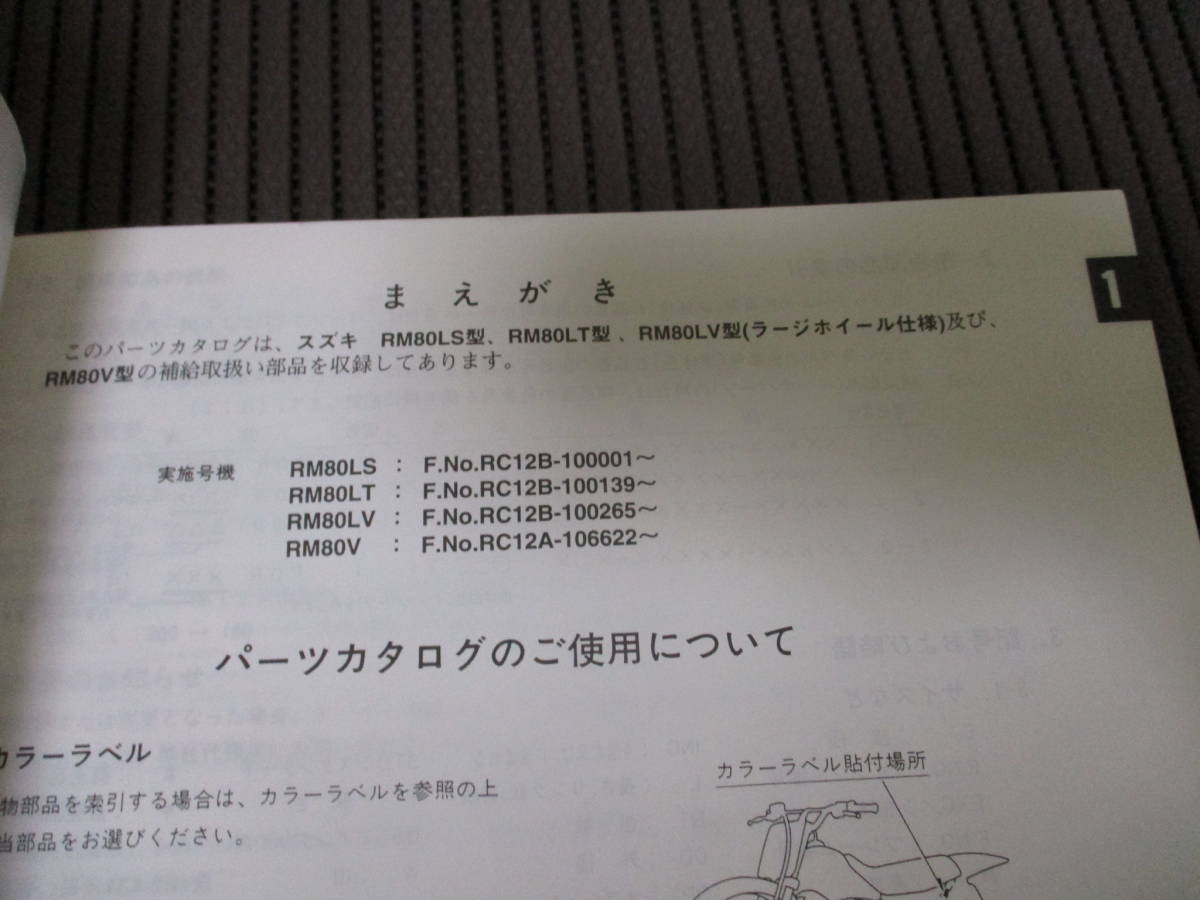 1
まえがき
このパーツカタログは、スズキ RM80LS型、RM80LT型、RM80LV型(ラージホイール仕様)及び、
RM80V型の補給取扱い部品を収録してあります。
実施号機 RM80LS : F.No.RC12B-100001〜
RM80LT : F.No.RC12B-100139〜
RM80LV : F.No.RC12B-100265〜
RM80V : F.No.RC12A-106622〜
パーツカタログのご使用について
カラーラベル
物部品を索引する場合は、カラーラベルを参照の上
当部品をお選びください。
カラーラベル貼付場所